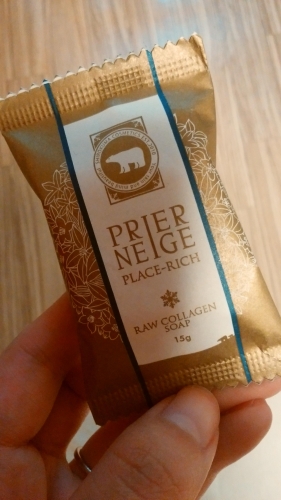 PRIER
NEIGE
PLACE-RICH
RAW COLLAGEN
SOAP
15g